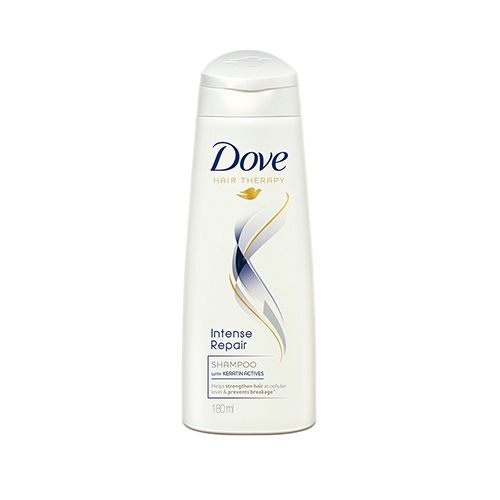 Dove
HAIR THERAPY
Intense
Repair
SHAMPOO
WITH KERATIN ACTIVES
Helps strengthen hair at cellular
level & prevents breakage*
180ml